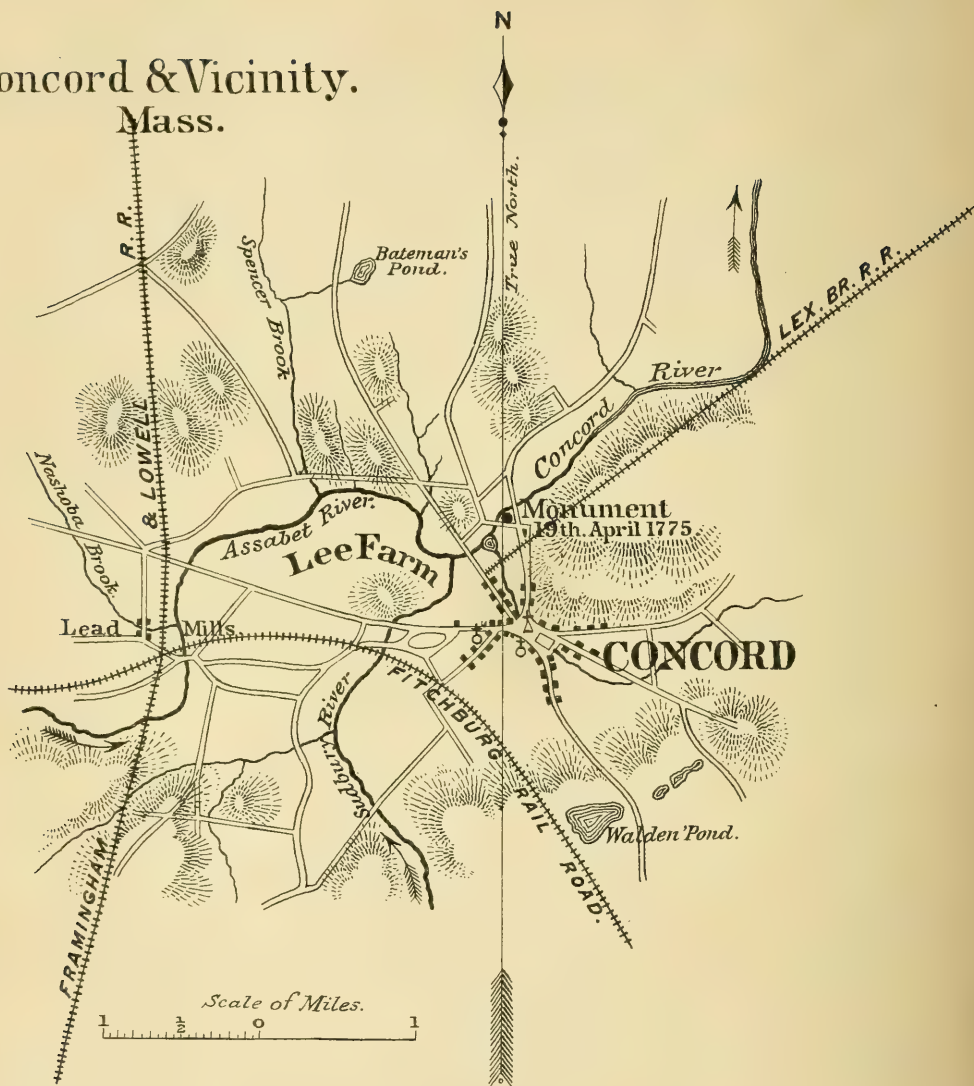 N
oncord & Vicinity.
Mass.
True North.
R. R.
Spencer Brook
Bateman's
Pond.
LEX. BR. R. R.
River
Concord
& LOWELL
Nashoba
Brook
Assabet River.
Monument
19th. April 1775.
Lee Farm
Lead Mills
CONCORD
FITCHBURG
RAIL
ROAD.
River
Sudbury
Walden Pond.
FRAMINGHAM
Scale of Miles.
1 ½ 0 1